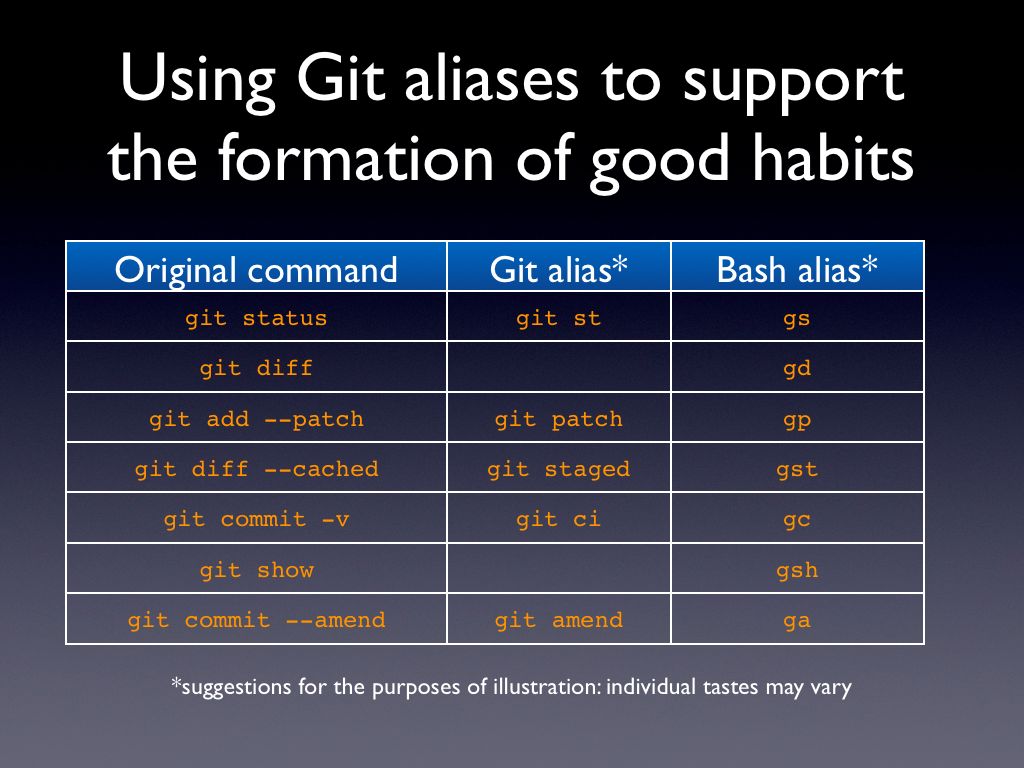 Using Git aliases to support
the formation of good habits
Original command Git alias* Bash alias*
git status git st gs
git diff gd
git add --patch git patch gp
git diff --cached git staged gst
git commit -v git ci gc
git show gsh
git commit --amend git amend ga
*suggestions for the purposes of illustration: individual tastes may vary